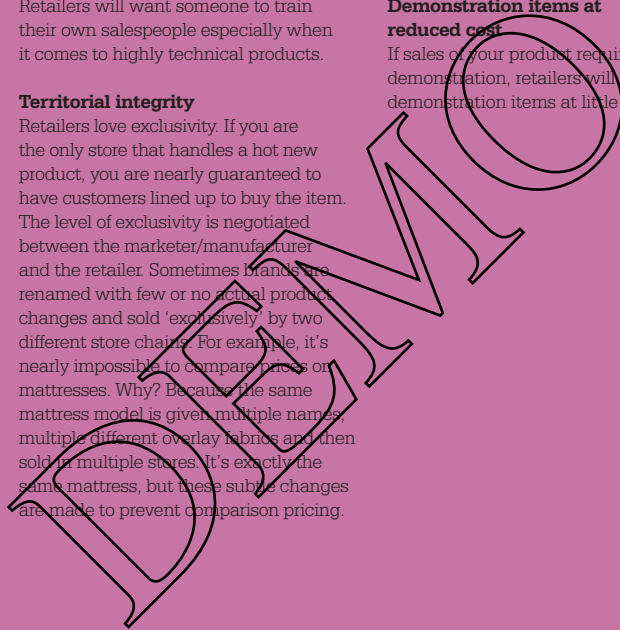 Retailers will want someone to train
their own salespeople especially when
it comes to highly technical products.
Territorial integrity
Retailers love exclusivity. If you are
the only store that handles a hot new
product, you are nearly guaranteed to
have customers lined up to buy the item.
The level of exclusivity is negotiated
between the marketer/manufacturer
and the retailer. Sometimes brands are
renamed with few or no actual product
changes and sold ‘exclusively’ by two
different store chains. For example, it’s
nearly impossible to compare prices on
mattresses. Why? Because the same
mattress model is given multiple names,
multiple different overlay fabrics and then
sold in multiple stores. It’s exactly the
same mattress, but these subtle changes
are made to prevent comparison pricing.
Demonstration items at
reduced cost
If sales of your product requi
demonstration, retailers will
demonstration items at little
DEMO